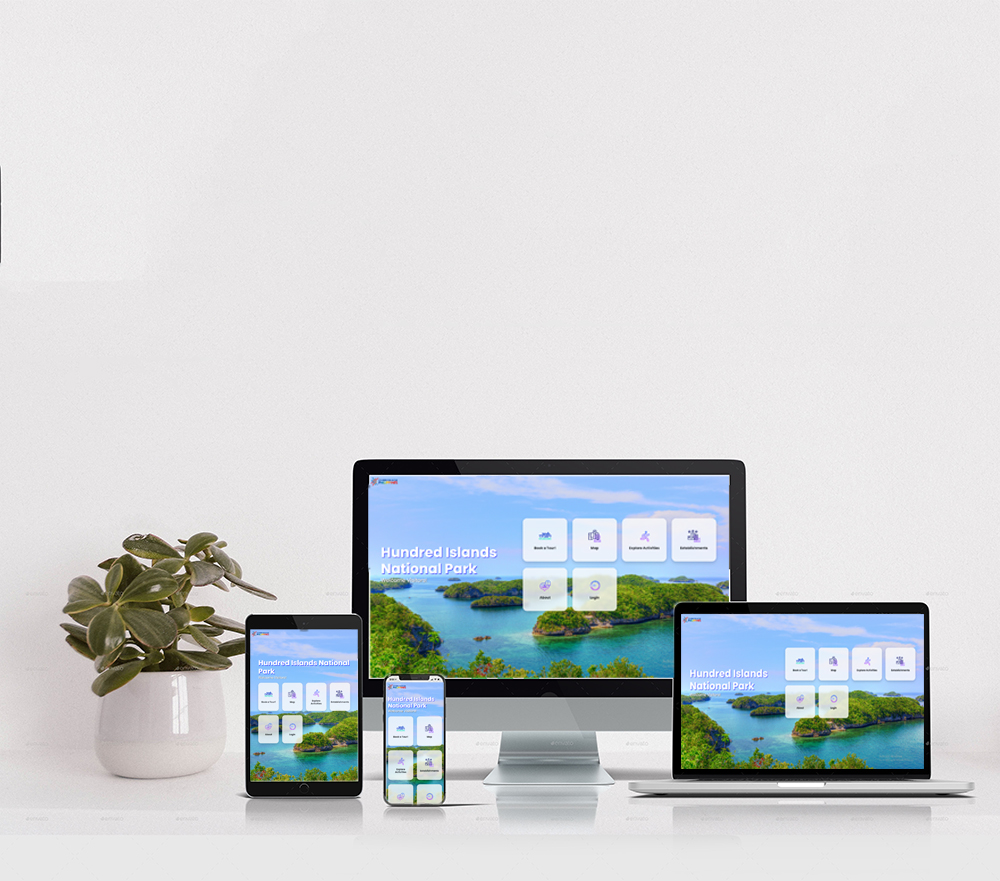 Hundred Islands
National Park
Welcome Visitors!
Book a Tour!
Map
Explore Activities
Establishments
About
Login
Hundred Islands National
Park
Book a Tour!
Map
Explore
Activities
Establishments
About
Login
Hundred Islands
National Park
Book a Tour!
Map
Explore
Activities
Establishments
Hundred Islands
National Park
Book a Tour!
Map
Explore Activities
Establishments
About
Login